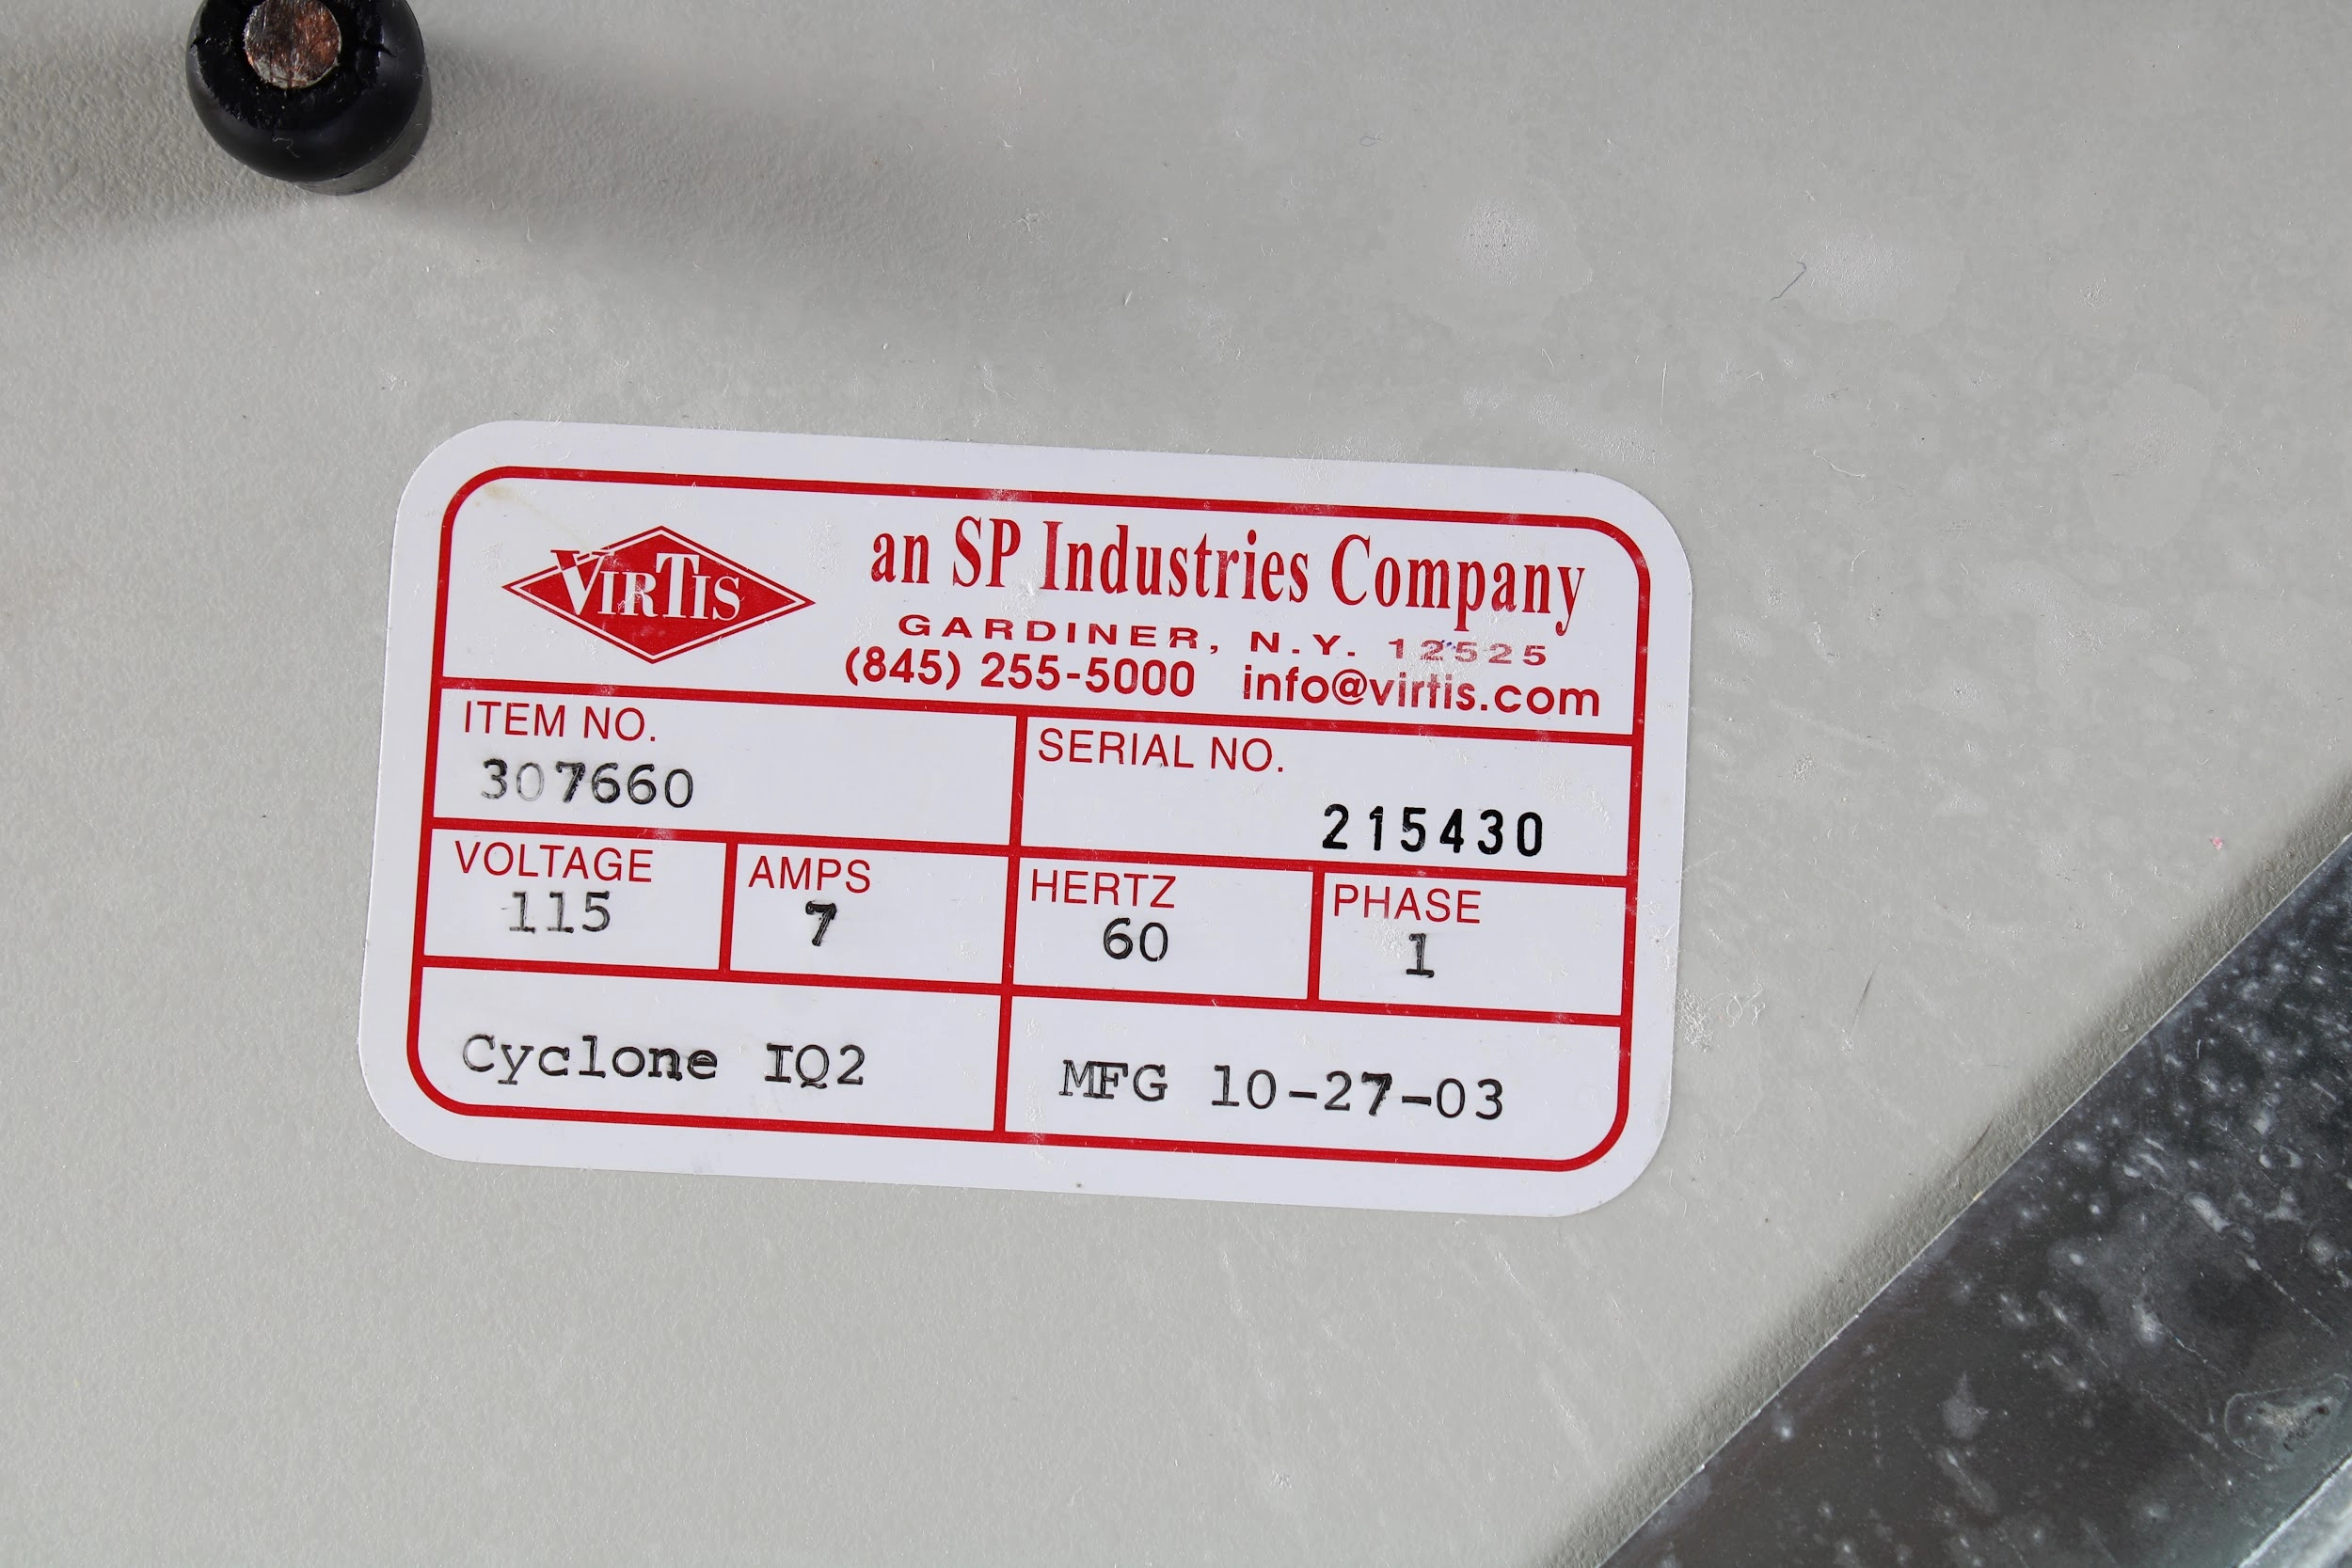 VIRTIS
an SP Industries Company
GARDINER, N.Y. 12525
(845) 255-5000 info@virtis.com
ITEM NO.
307660
SERIAL NO.
215430
VOLTAGE
115
AMPS
7
HERTZ
60
PHASE
1
Cyclone IQ2
MFG 10-27-03